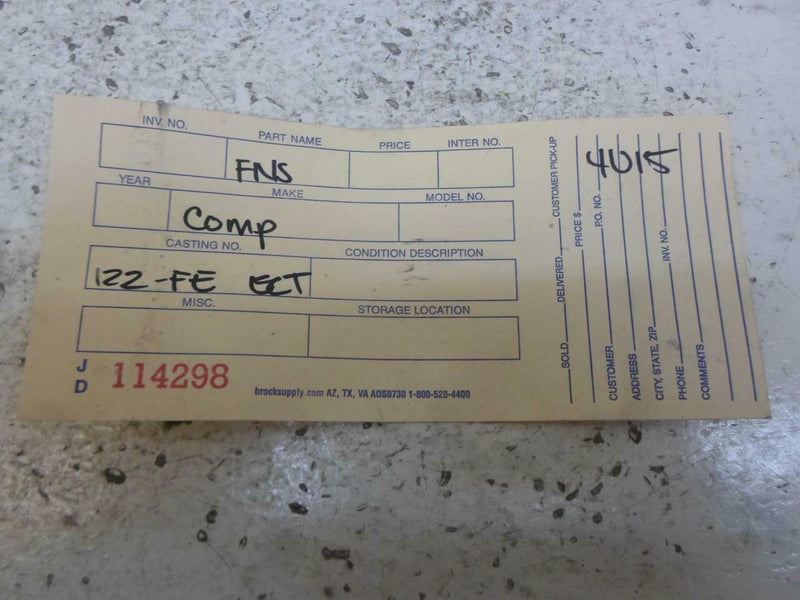 INV. NO. PART NAME PRICE INTER NO.
FNS
YEAR MAKE MODEL NO.
Comp
CASTING NO. CONDITION DESCRIPTION
122-FE ECT
MISC. STORAGE LOCATION
JD 114298
brocksupply.com AZ, TX, VA ADS0730 1-800-528-4400
SOLD DELIVERED CUSTOMER PICK-UP
PRICE $
P.O. NO.
4U15
CUSTOMER
ADDRESS
CITY, STATE, ZIP INV. NO.
PHONE
COMMENTS